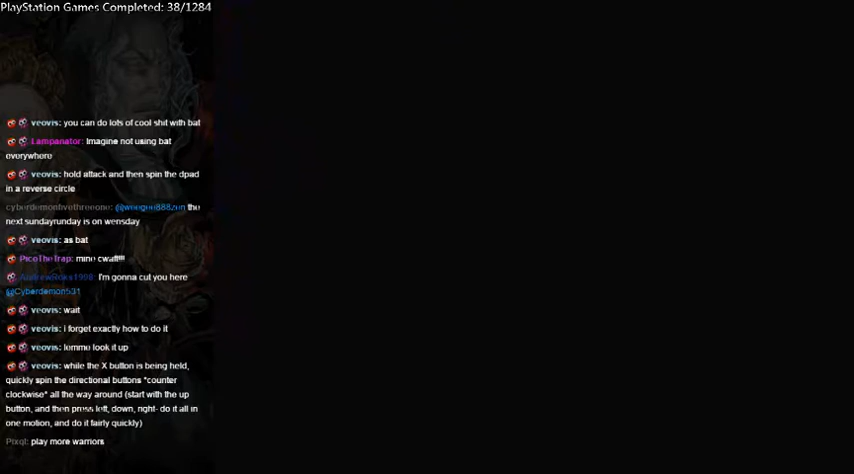 PlayStation Games Completed: 38/1284
veovis: you can do lots of cool shit with bat
Lampanator: Imagine not using bat
everywhere
veovis: hold attack and then spin the dpad
in a reverse circle
cyberdemonfivethreeone: @weegee888zun the
next sundayrunday is on wensday
veovis: as bat
PicoTheTrap: mine cwaft!!!
AndrewRoks1998: I'm gonna cut you here
@Cyberdemon531
veovis: wait
veovis: i forget exactly how to do it
veovis: lemme look it up
veovis: while the X button is being held,
quickly spin the directional buttons "counter
clockwise" all the way around (start with the up
button, and then press left, down, right- do it all in
one motion, and do it fairly quickly)
Pixqt: play more warriors